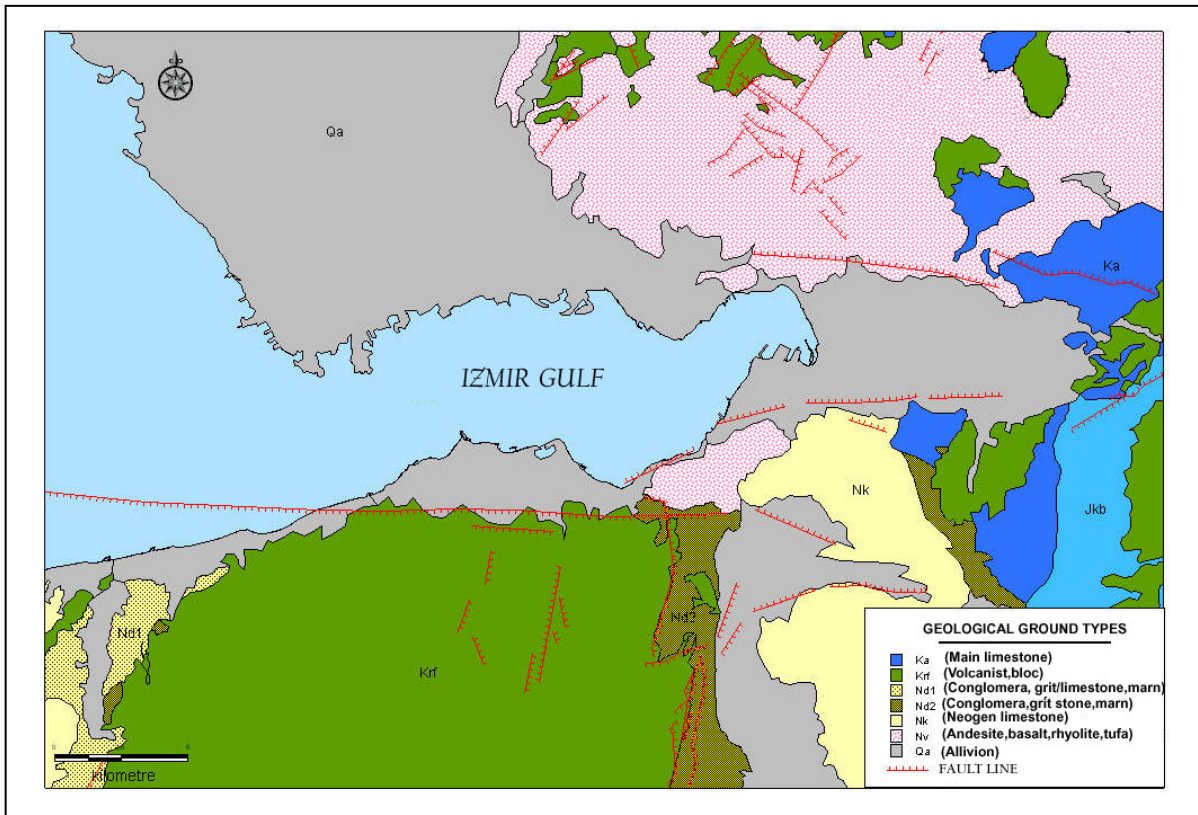 Qa
Ka
IZMIR GULF
Nk
Jkb
Nd1
Nd2
Krf
kilometre
GEOLOGICAL GROUND TYPES
Ka (Main limestone)
Krf (Volcanist,bloc)
Nd1 (Conglomera, grit/limestone,marn)
Nd2 (Conglomera,grit stone,marn)
Nk (Neogen limestone)
Nv (Andesite,basalt,rhyolite,tufa)
Qa (Allivion)
FAULT LINE